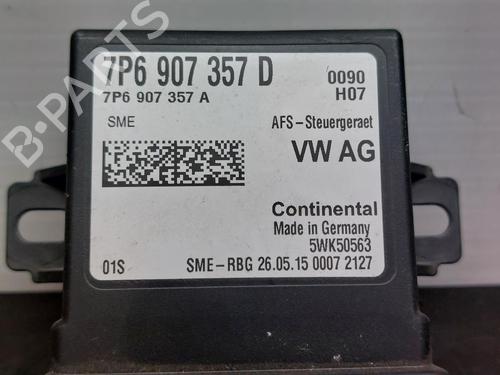 7P6 907 357 D 0090
7P6 907 357 A H07
SME AFS-Steuergeraet
VW AG
Continental
Made in Germany
5WK50563
01S SME-RBG 26.05.15 0007 2127
B-PARTS